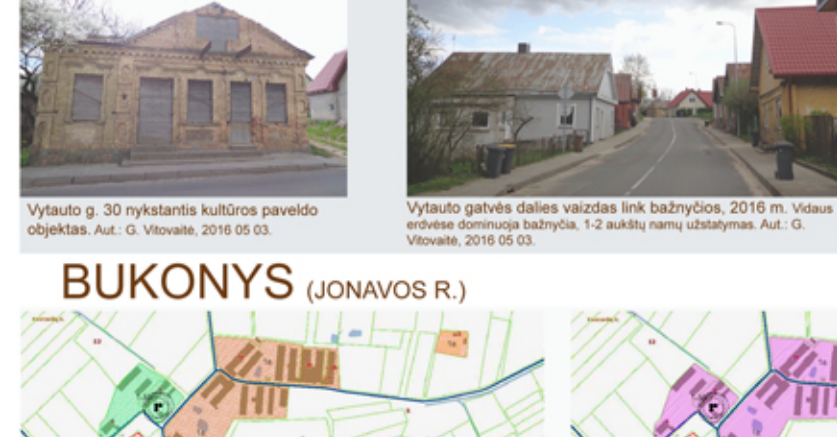 Vytauto g. 30 nykstantis kultūros paveldo
objektas. Aut.: G. Vitovaitė, 2016 05 03.
Vytauto gatvės dalies vaizdas link bažnyčios, 2016 m. Vidaus
erdvėse dominuoja bažnyčia, 1-2 aukštų namų užstatymas. Aut.: G.
Vitovaitė, 2016 05 03.
BUKONYS (JONAVOS R.)
P
P